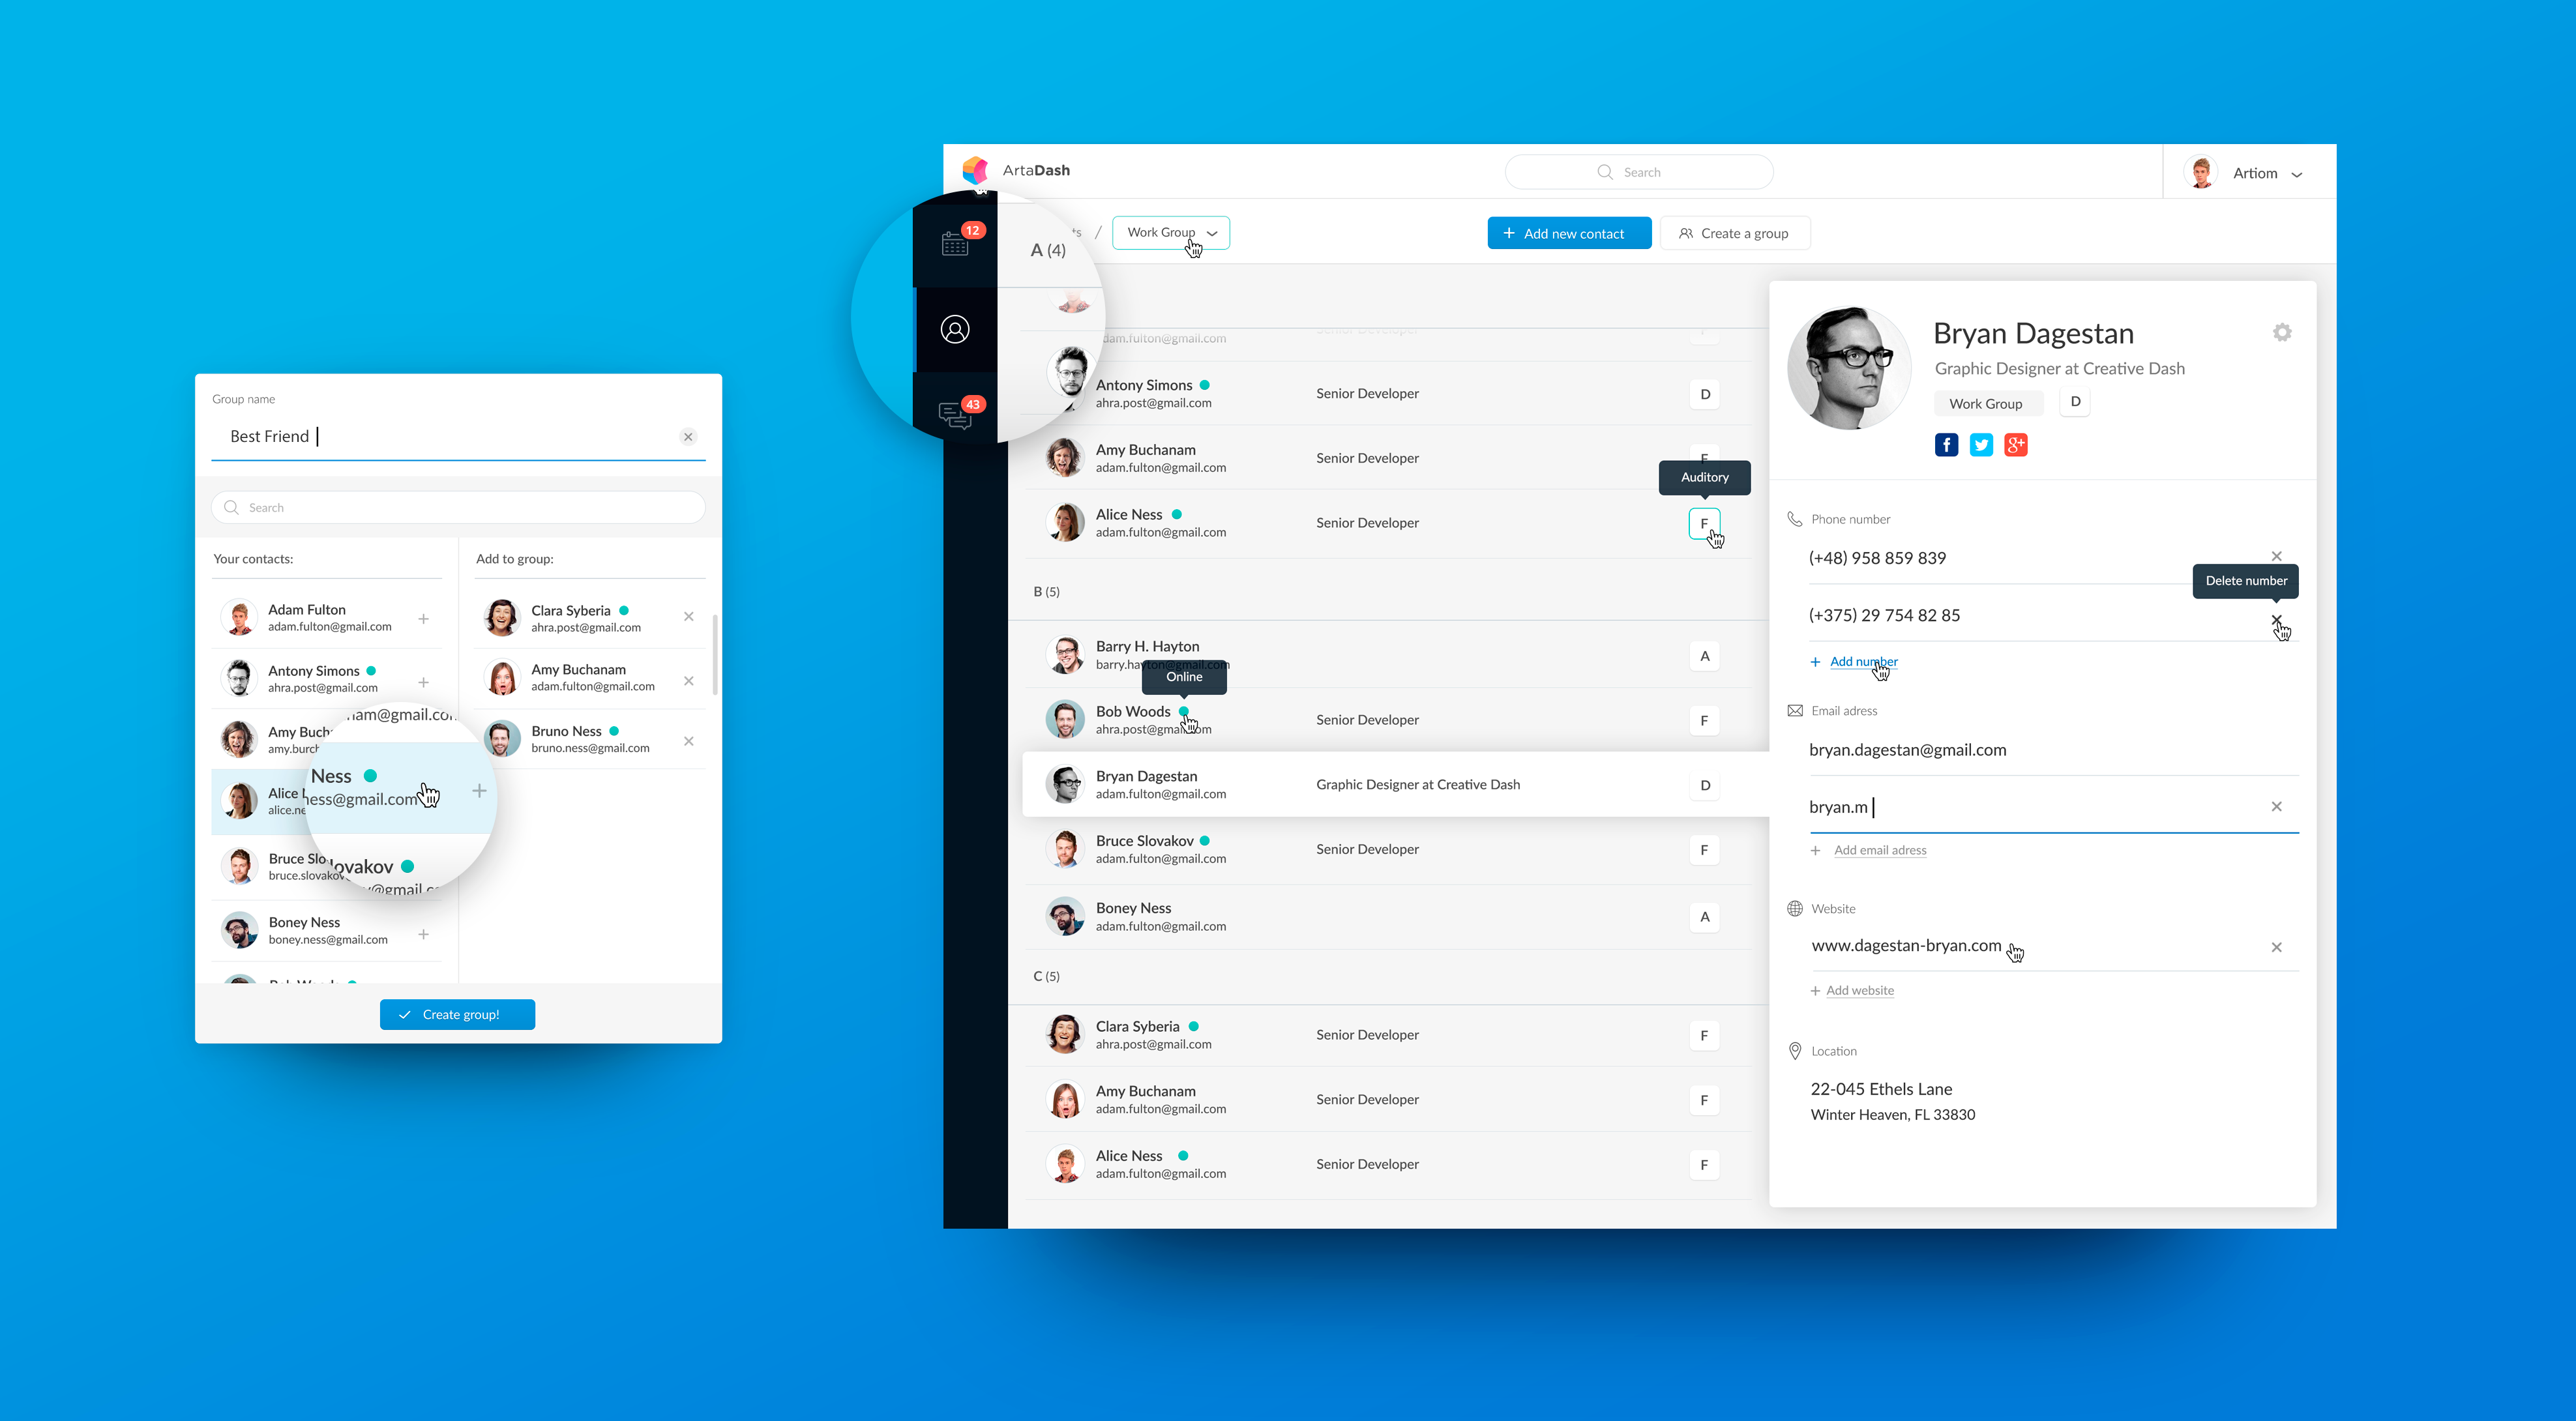 Group name
Best Friend
Search
Your contacts:
Add to group:
Adam Fulton
adam.fulton@gmail.com
Antony Simons
ahra.post@gmail.com
Amy Buch
amy.burch
Alice
alice.ne
Bruce Slo
bruce.slovakov
Boney Ness
boney.ness@gmail.com
nam@gmail.co
Ness
ness@gmail.com
lovakov
@gmail.c
Clara Syberia
ahra.post@gmail.com
Amy Buchanam
adam.fulton@gmail.com
Bruno Ness
bruno.ness@gmail.com
Create group!
ArtaDash
Search
Artiom
12
43
A (4)
ts / Work Group
+ Add new contact
Create a group
Senior Developer
dam.fulton@gmail.com
Antony Simons
ahra.post@gmail.com
Senior Developer
D
Amy Buchanam
adam.fulton@gmail.com
Senior Developer
F
Auditory
Alice Ness
adam.fulton@gmail.com
Senior Developer
F
B (5)
Barry H. Hayton
barry.hayton@gmail.com
A
Online
Bob Woods
ahra.post@gmail.com
Senior Developer
F
Bryan Dagestan
adam.fulton@gmail.com
Graphic Designer at Creative Dash
D
Bruce Slovakov
adam.fulton@gmail.com
Senior Developer
F
Boney Ness
adam.fulton@gmail.com
A
C (5)
Clara Syberia
ahra.post@gmail.com
Senior Developer
F
Amy Buchanam
adam.fulton@gmail.com
Senior Developer
F
Alice Ness
adam.fulton@gmail.com
Senior Developer
F
Bryan Dagestan
Graphic Designer at Creative Dash
Work Group
D
f
g+
Phone number
(+48) 958 859 839
Delete number
(+375) 29 754 82 85
+ Add number
Email adress
bryan.dagestan@gmail.com
bryan.m
+ Add email adress
Website
www.dagestan-bryan.com
+ Add website
Location
22-045 Ethels Lane
Winter Heaven, FL 33830